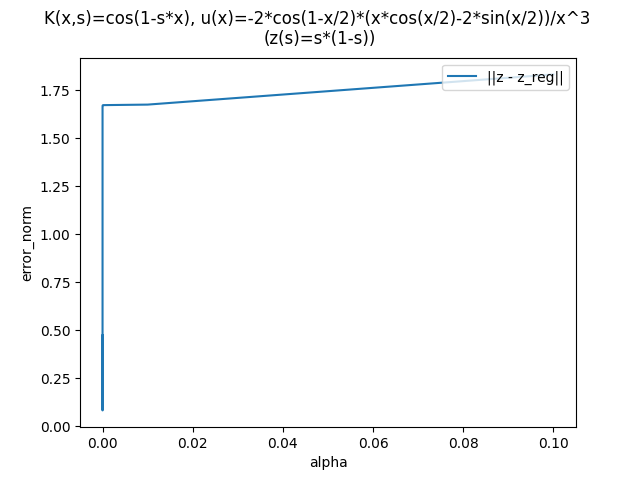 K(x,s)=cos(1-s*x), u(x)=-2*cos(1-x/2)*(x*cos(x/2)-2*sin(x/2))/x^3
(z(s)=s*(1-s))
||z - z_reg||
1.75
1.50
1.25
1.00
0.75
0.50
0.25
0.00
error_norm
0.00 0.02 0.04 0.06 0.08 0.10
alpha